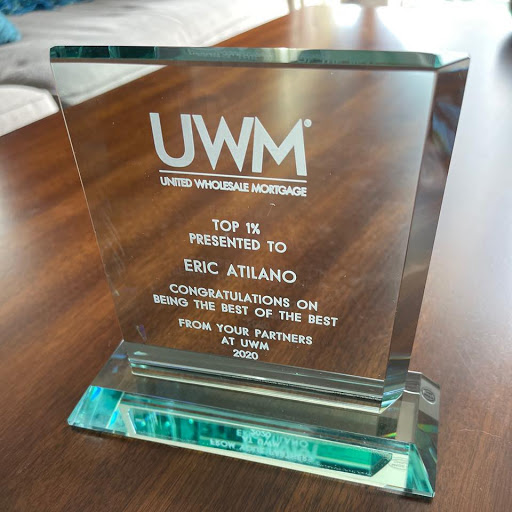 UWM®
UNITED WHOLESALE MORTGAGE
TOP 1%
PRESENTED TO
ERIC ATILANO
CONGRATULATIONS ON
BEING THE BEST OF THE BEST
FROM YOUR PARTNERS
AT UWM
2020